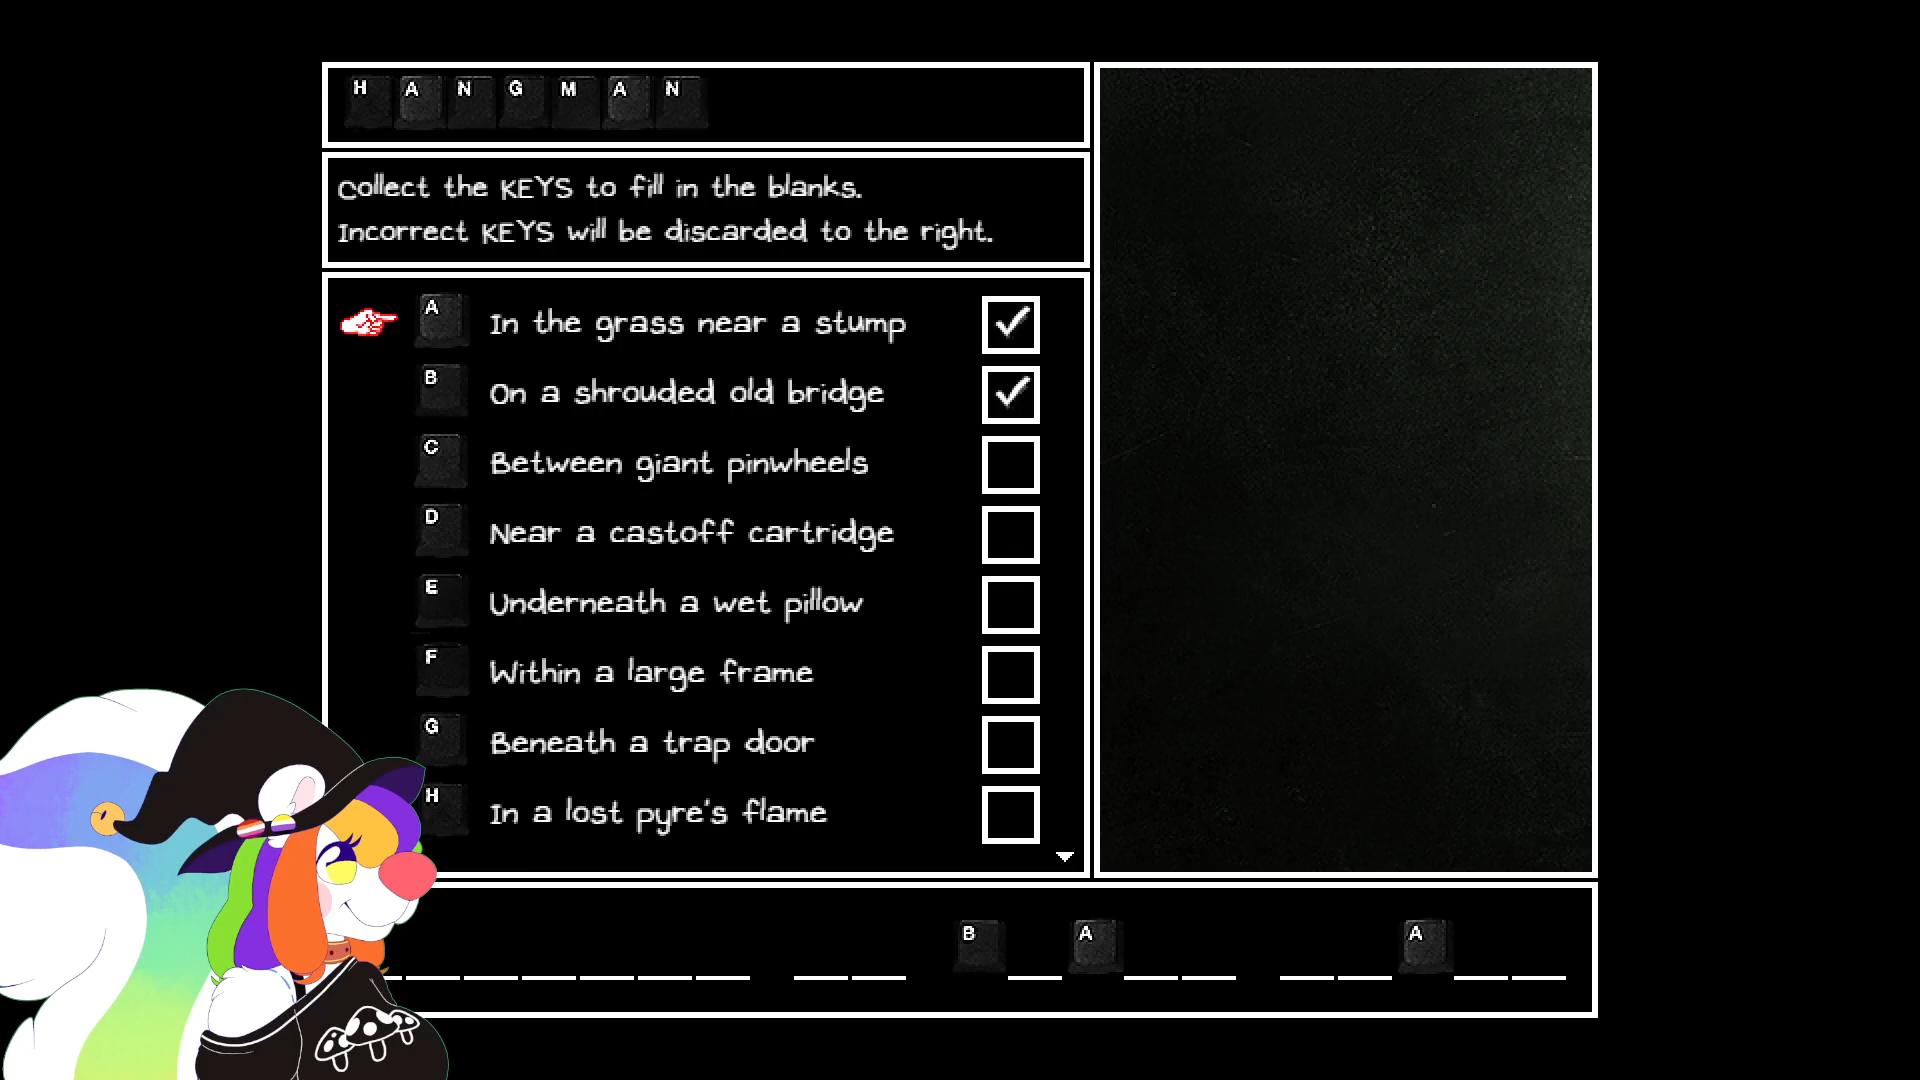 H A N G M A N
Collect the KEYS to fill in the blanks.
Incorrect KEYS will be discarded to the right.
A In the grass near a stump
B On a shrouded old bridge
C Between giant pinwheels
D Near a castoff cartridge
E Underneath a wet pillow
F Within a large frame
G Beneath a trap door
H In a lost pyre's flame
B A A